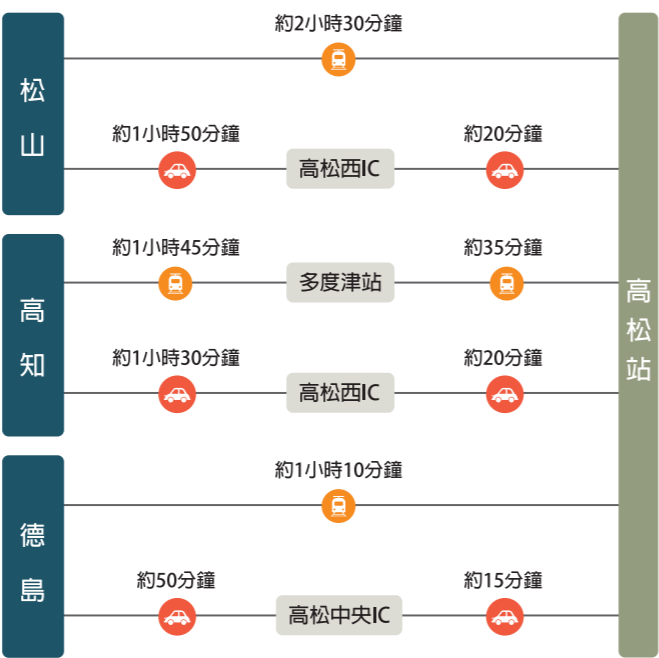 松山
約2小時30分鐘
約1小時50分鐘
高松西IC
約20分鐘
高知
約1小時45分鐘
多度津站
約35分鐘
約1小時30分鐘
高松西IC
約20分鐘
德島
約1小時10分鐘
約50分鐘
高松中央IC
約15分鐘
高松站